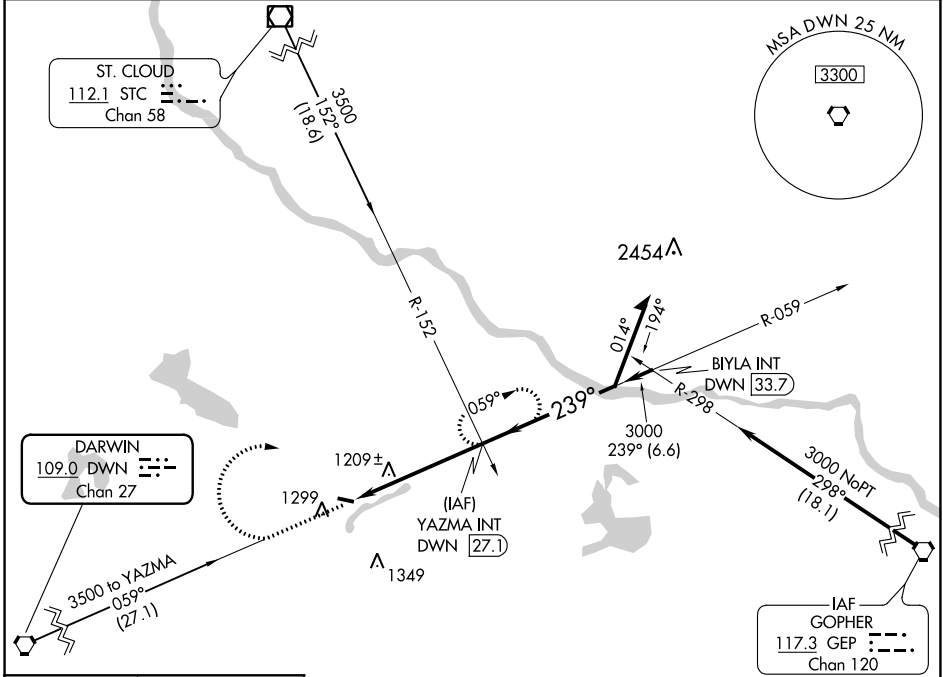 ST. CLOUD
112.1 STC
Chan 58
3500
152°
(18.6)
MSA DWN 25 NM
3300
2454
R-152
014°
194°
R-059
BIYLA INT
DWN 33.7
R-298
059°
239°
3000
239° (6.6)
3000 NoPT
298°
(18.1)
DARWIN
109.0 DWN
Chan 27
1209±
1299
(IAF)
YAZMA INT
DWN 27.1
1349
3500 to YAZMA
059°
(27.1)
IAF
GOPHER
117.3 GEP
Chan 120